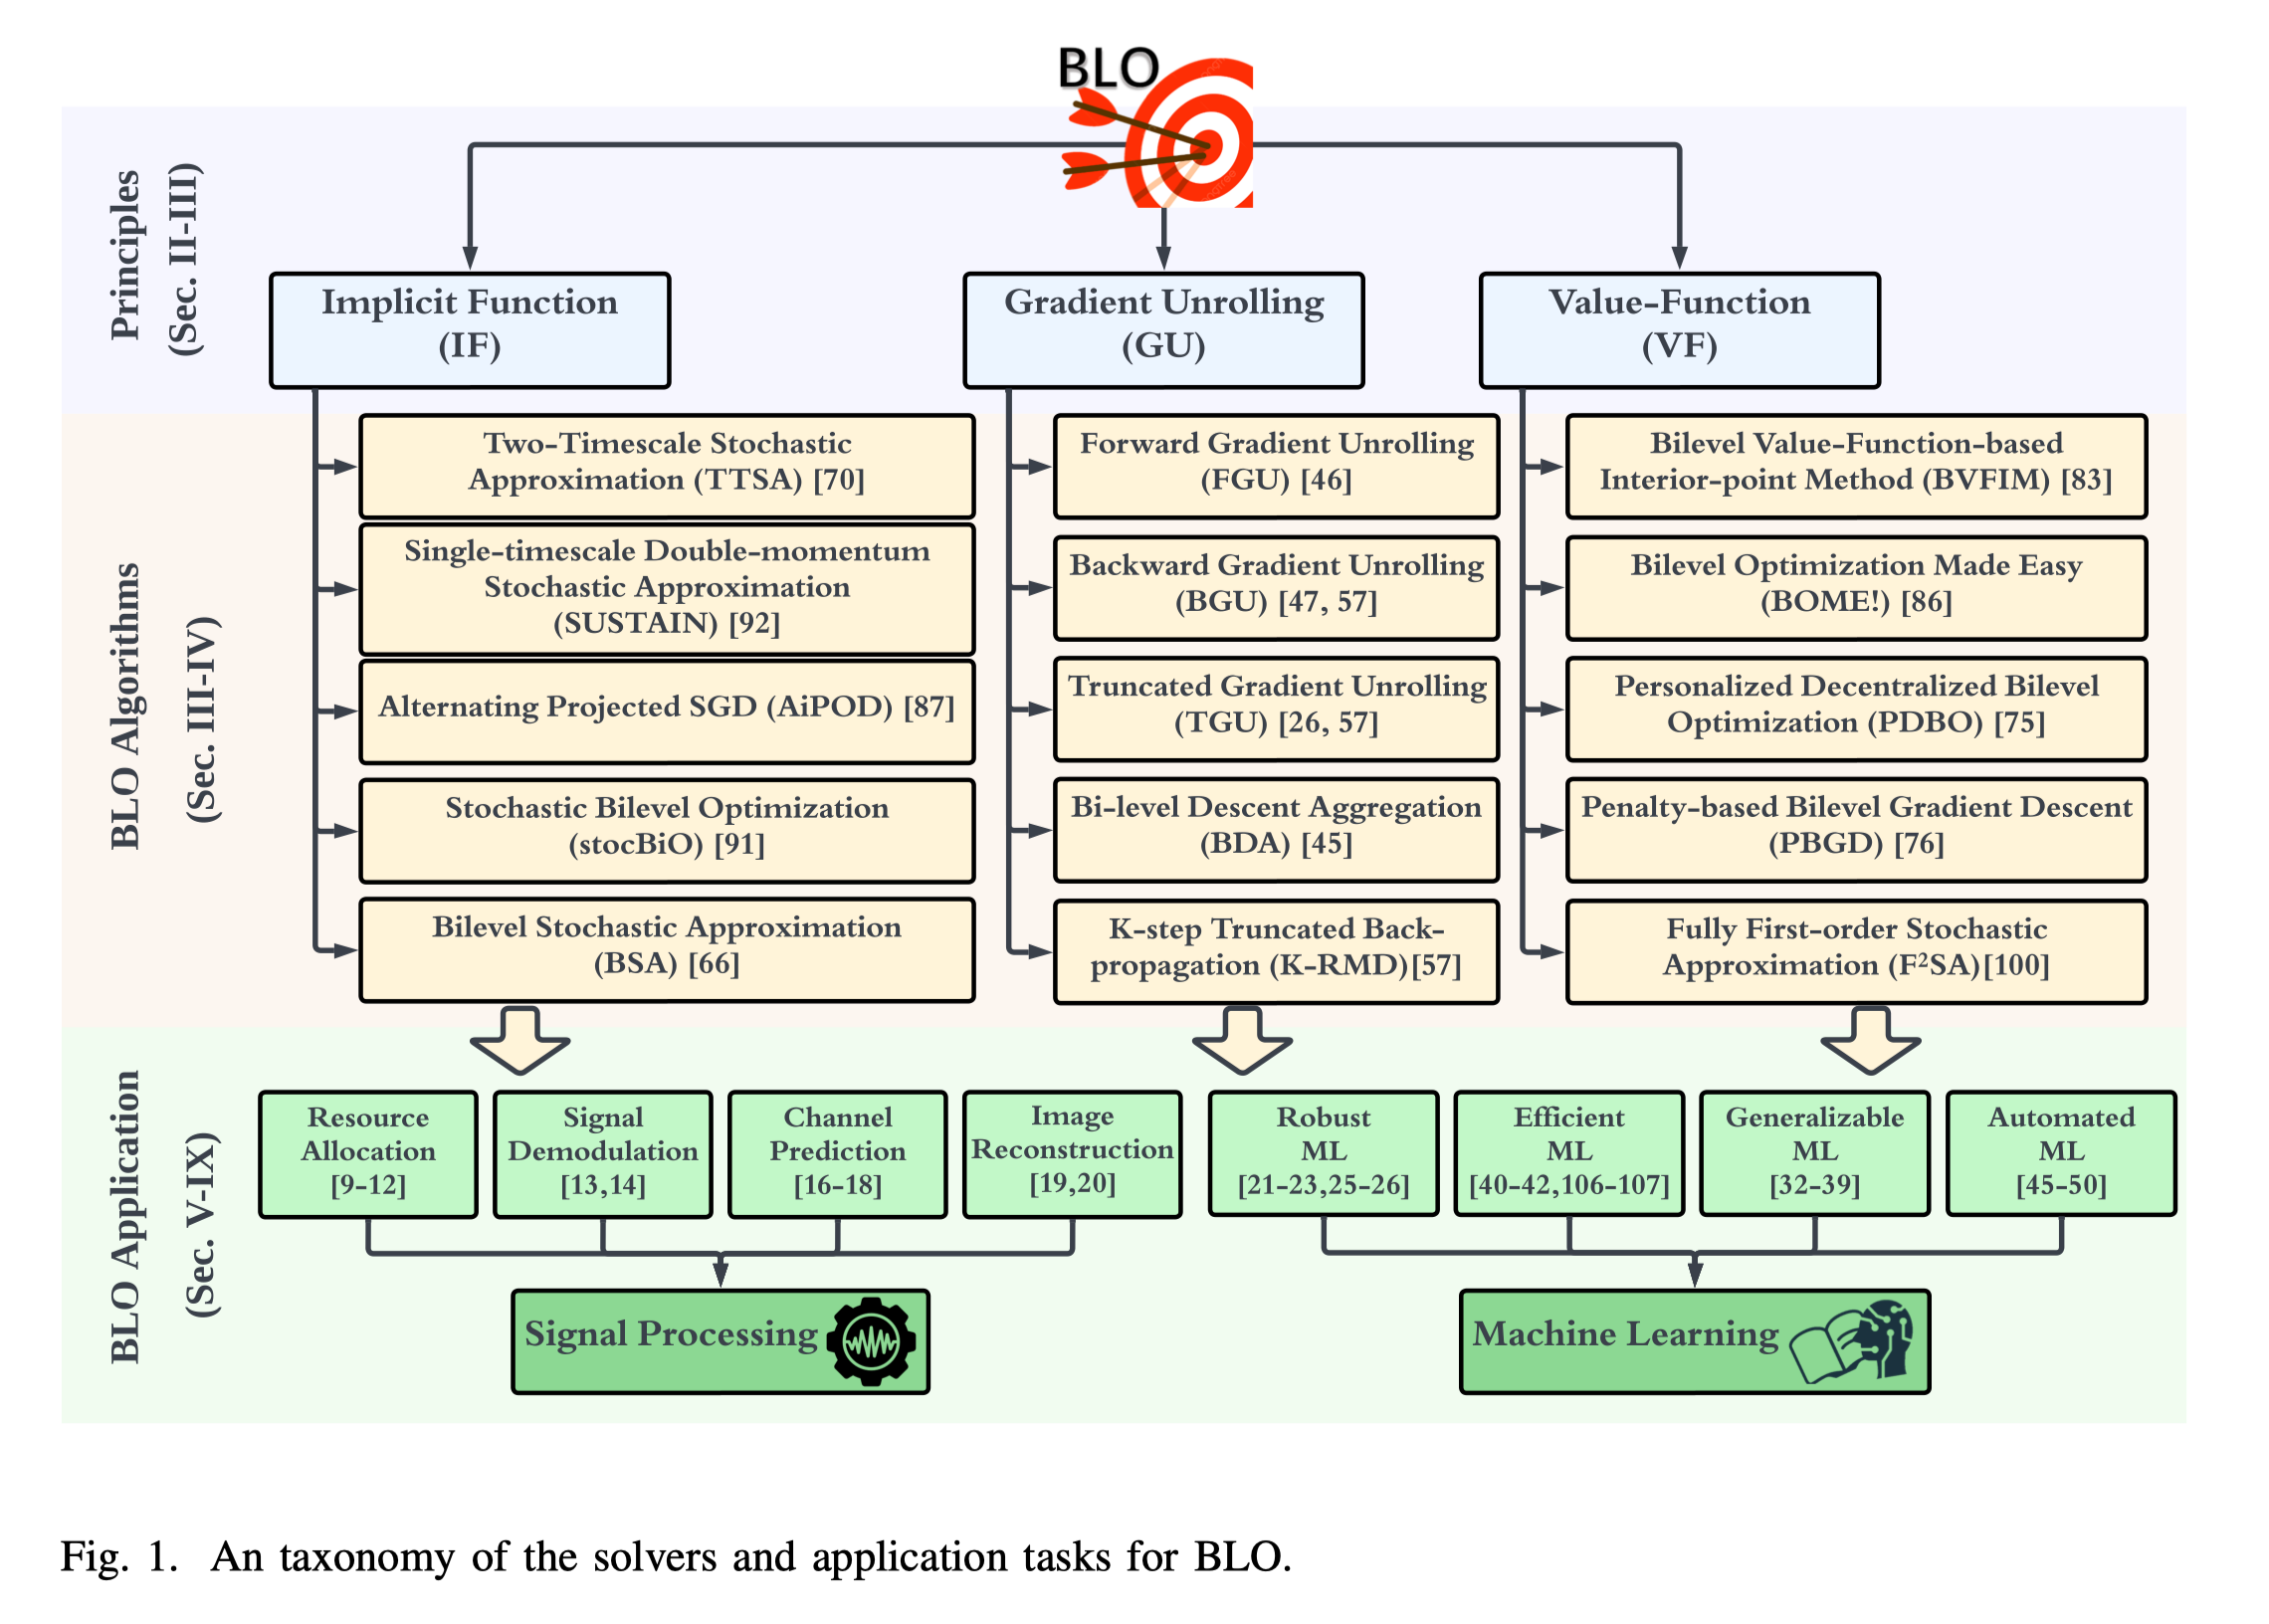 BLO
Principles
(Sec. II-III)
Implicit Function
(IF)
Gradient Unrolling
(GU)
Value-Function
(VF)
BLO Algorithms
(Sec. III-IV)
Two-Timescale Stochastic
Approximation (TTSA) [70]
Single-timescale Double-momentum
Stochastic Approximation
(SUSTAIN) [92]
Alternating Projected SGD (AiPOD) [87]
Stochastic Bilevel Optimization
(stocBiO) [91]
Bilevel Stochastic Approximation
(BSA) [66]
Forward Gradient Unrolling
(FGU) [46]
Backward Gradient Unrolling
(BGU) [47, 57]
Truncated Gradient Unrolling
(TGU) [26, 57]
Bi-level Descent Aggregation
(BDA) [45]
K-step Truncated Back-
propagation (K-RMD)[57]
Bilevel Value-Function-based
Interior-point Method (BVFIM) [83]
Bilevel Optimization Made Easy
(BOME!) [86]
Personalized Decentralized Bilevel
Optimization (PDBO) [75]
Penalty-based Bilevel Gradient Descent
(PBGD) [76]
Fully First-order Stochastic
Approximation (F²SA)[100]
BLO Application
(Sec. V-IX)
Resource
Allocation
[9-12]
Signal
Demodulation
[13,14]
Channel
Prediction
[16-18]
Image
Reconstruction
[19,20]
Robust
ML
[21-23,25-26]
Efficient
ML
[40-42,106-107]
Generalizable
ML
[32-39]
Automated
ML
[45-50]
Signal Processing
Machine Learning
Fig. 1. An taxonomy of the solvers and application tasks for BLO.